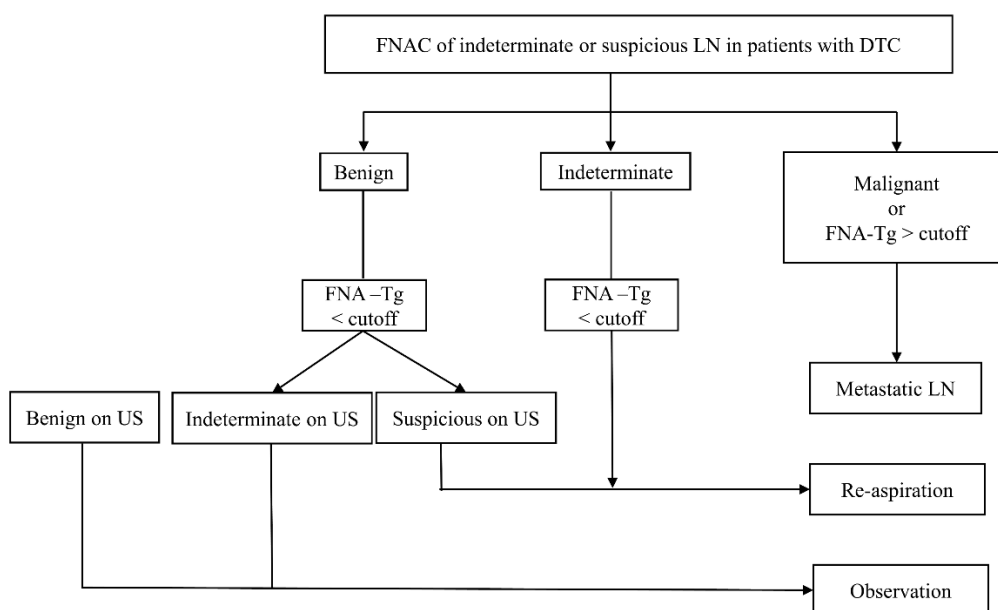 FNAC of indeterminate or suspicious LN in patients with DTC
Benign
Indeterminate
Malignant
or
FNA-Tg > cutoff
FNA –Tg
< cutoff
FNA –Tg
< cutoff
Metastatic LN
Benign on US
Indeterminate on US
Suspicious on US
Re-aspiration
Observation